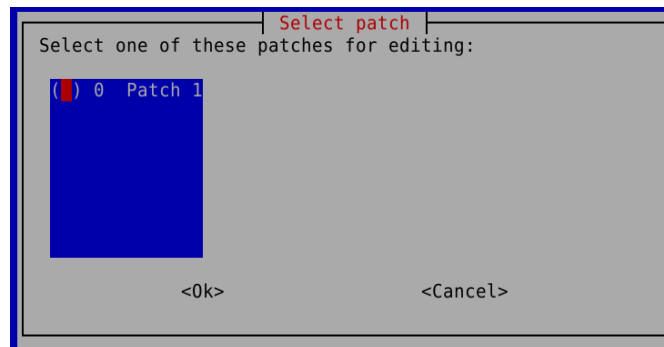 Select patch
Select one of these patches for editing:
( ) 0  Patch 1
<Ok> <Cancel>